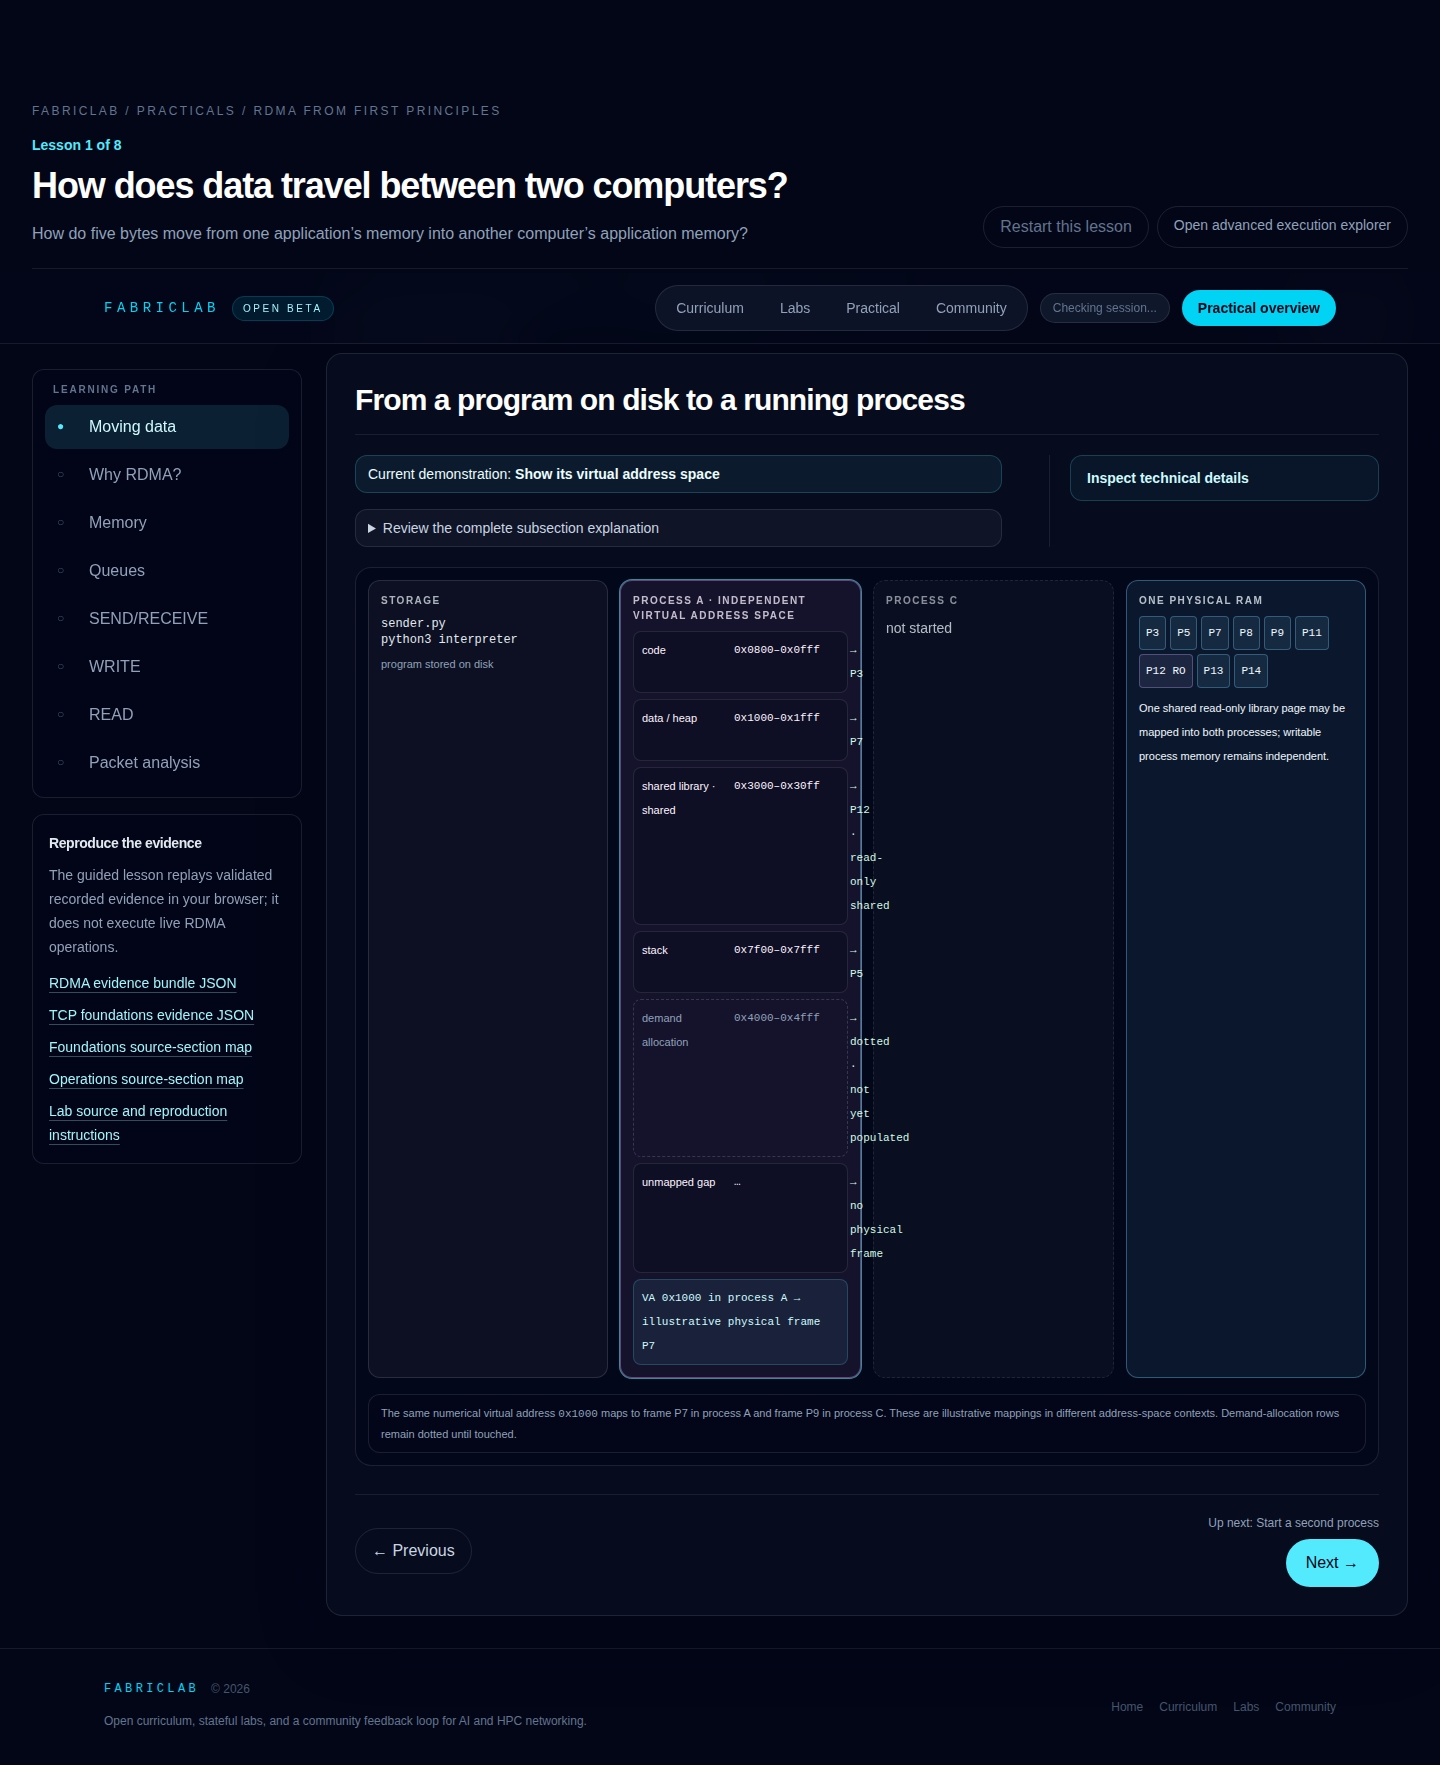 FABRICLAB / PRACTICALS / RDMA FROM FIRST PRINCIPLES
Lesson 1 of 8
How does data travel between two computers?
How do five bytes move from one application’s memory into another computer’s application memory?
Restart this lesson
Open advanced execution explorer
FABRICLAB
OPEN BETA
Curriculum
Labs
Practical
Community
Checking session...
Practical overview
LEARNING PATH
Moving data
Why RDMA?
Memory
Queues
SEND/RECEIVE
WRITE
READ
Packet analysis
Reproduce the evidence
The guided lesson replays validated
recorded evidence in your browser; it
does not execute live RDMA
operations.
RDMA evidence bundle JSON
TCP foundations evidence JSON
Foundations source-section map
Operations source-section map
Lab source and reproduction
instructions
From a program on disk to a running process
Current demonstration: Show its virtual address space
▶ Review the complete subsection explanation
Inspect technical details
STORAGE
sender.py
python3 interpreter
program stored on disk
PROCESS A · INDEPENDENT
VIRTUAL ADDRESS SPACE
code 0x0800–0x0fff →
P3
data / heap 0x1000–0x1fff →
P7
shared library · 0x3000–0x30ff →
shared P12
·
read-
only
shared
stack 0x7f00–0x7fff →
P5
demand 0x4000–0x4fff →
allocation dotted
·
not
yet
populated
unmapped gap … →
no
physical
frame
VA 0x1000 in process A →
illustrative physical frame
P7
PROCESS C
not started
ONE PHYSICAL RAM
P3 P5 P7 P8 P9 P11
P12 RO P13 P14
One shared read-only library page may be
mapped into both processes; writable
process memory remains independent.
The same numerical virtual address 0x1000 maps to frame P7 in process A and frame P9 in process C. These are illustrative mappings in different address-space contexts. Demand-allocation rows
remain dotted until touched.
← Previous
Up next: Start a second process
Next →
FABRICLAB © 2026
Open curriculum, stateful labs, and a community feedback loop for AI and HPC networking.
Home
Curriculum
Labs
Community